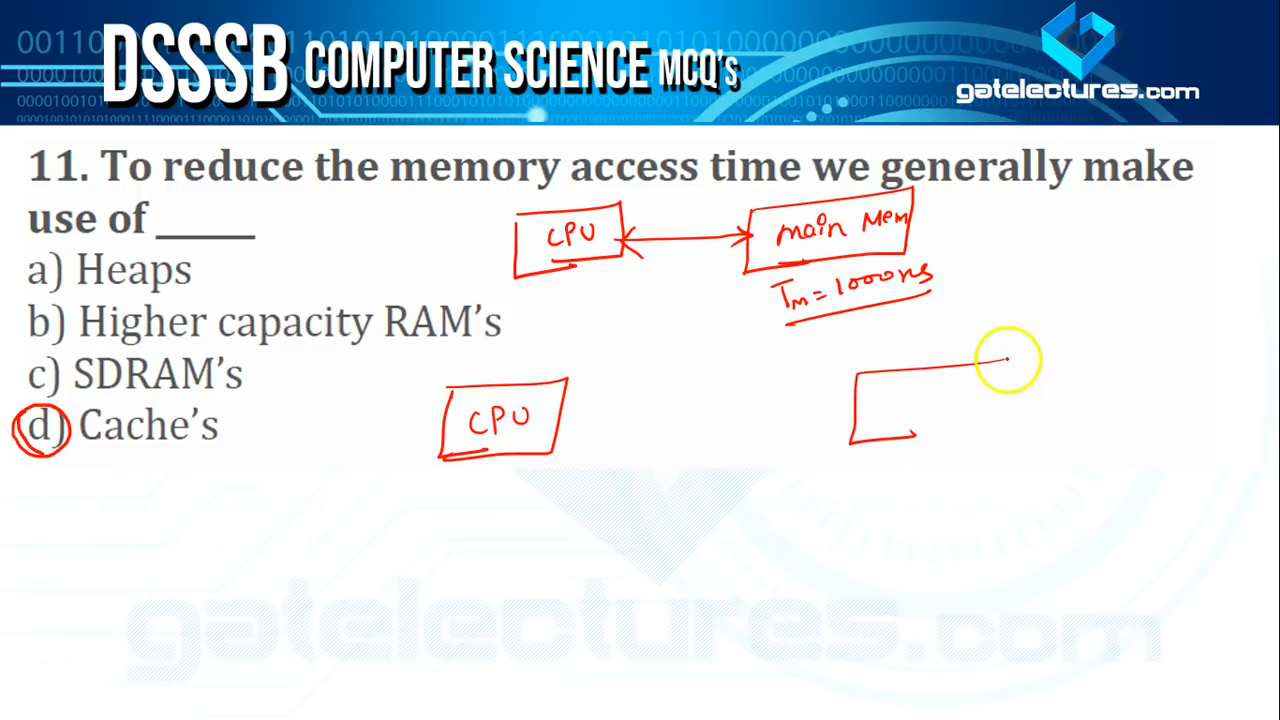 DSSSB COMPUTER SCIENCE MCQ's
gatelectures.com
11. To reduce the memory access time we generally make
use of _____
a) Heaps
b) Higher capacity RAM's
c) SDRAM's
d) Cache's
CPU
main Mem
TM = 1000ns
CPU
gatelectures.com